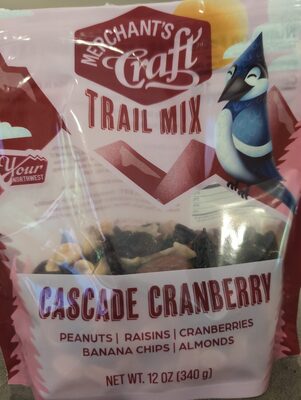 MERCHANT'S
Craft
TRAIL MIX
Your
NORTHWEST
CASCADE CRANBERRY
PEANUTS | RAISINS | CRANBERRIES
BANANA CHIPS | ALMONDS
NET WT. 12 OZ (340 g)